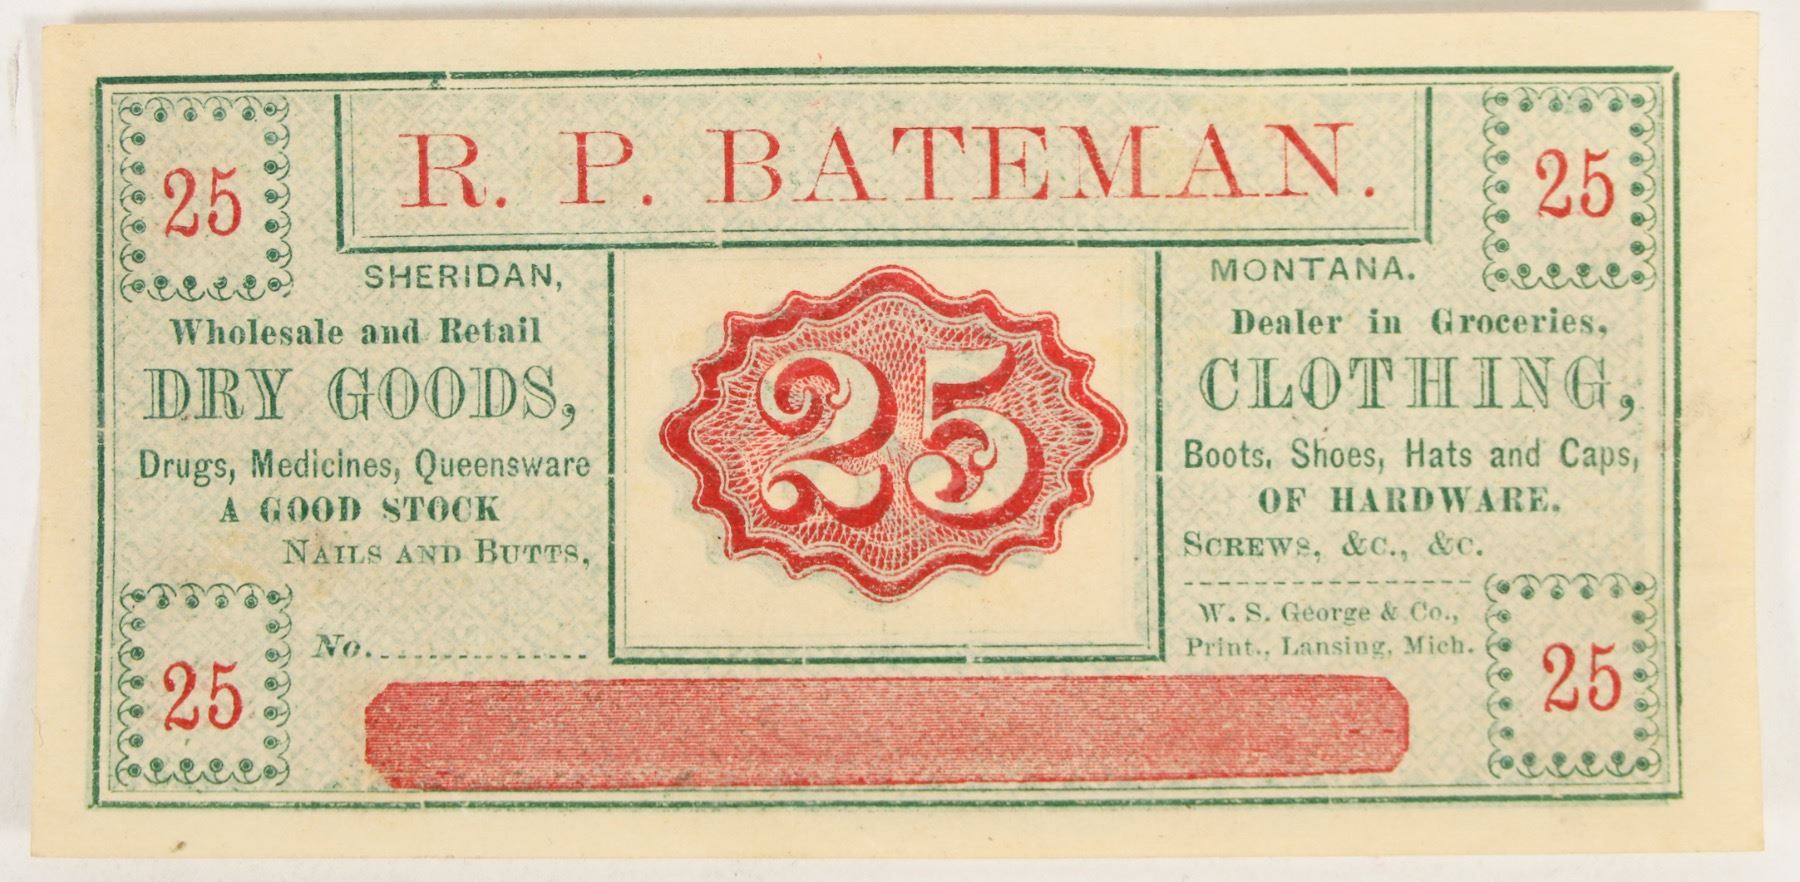 25 R. P. BATEMAN. 25
SHERIDAN, MONTANA.
Wholesale and Retail
DRY GOODS,
Drugs, Medicines, Queensware
A GOOD STOCK
NAILS AND BUTTS,
No.
25
Dealer in Groceries,
CLOTHING,
Boots, Shoes, Hats and Caps,
OF HARDWARE.
SCREWS, &C., &C.
W. S. George & Co.,
Print., Lansing, Mich.
25 25